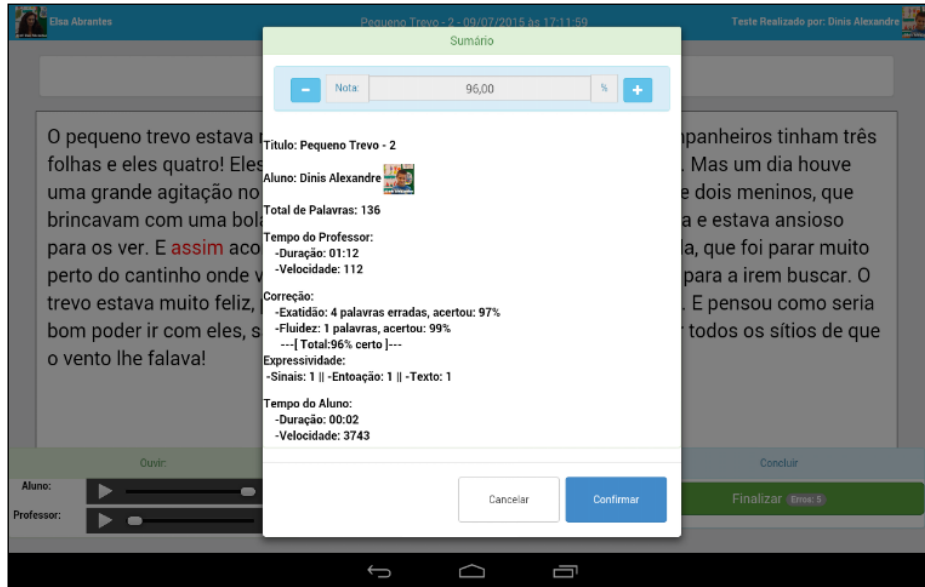 Elsa Abrantes
Pequeno Trevo - 2 - 09/07/2015 às 17:11:59
Teste Realizado por: Dinis Alexandre
Sumário
Nota:
96,00
%
Titulo: Pequeno Trevo - 2
Aluno: Dinis Alexandre
Total de Palavras: 136
Tempo do Professor:
-Duração: 01:12
-Velocidade: 112
Correção:
-Exatidão: 4 palavras erradas, acertou: 97%
-Fluidez: 1 palavras, acertou: 99%
---[ Total:96% certo ]---
Expressividade:
-Sinais: 1 || -Entoação: 1 || -Texto: 1
Tempo do Aluno:
-Duração: 00:02
-Velocidade: 3743
Cancelar
Confirmar
O pequeno trevo estava
tinham três
folhas e eles quatro! Eles
. Mas um dia houve
uma grande agitação no
dois meninos, que
brincavam com uma
a e estava ansioso
para os ver. E assim
, que foi parar muito
perto do cantinho onde
para a irem buscar. O
trevo estava muito feliz,
. E pensou como seria
bom poder ir com eles,
todos os sítios de que
o vento lhe falava!
Ouvir:
Concluir
Aluno:
Professor:
Finalizar Erros: 5